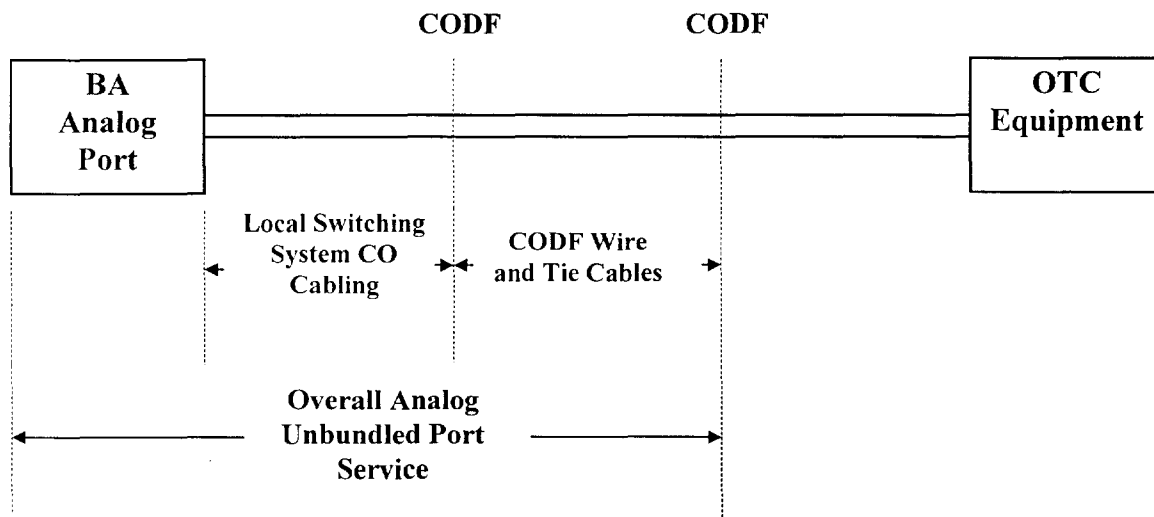 CODF
CODF
BA
Analog
Port
OTC
Equipment
Local Switching
System CO
Cabling
CODF Wire
and Tie Cables
Overall Analog
Unbundled Port
Service